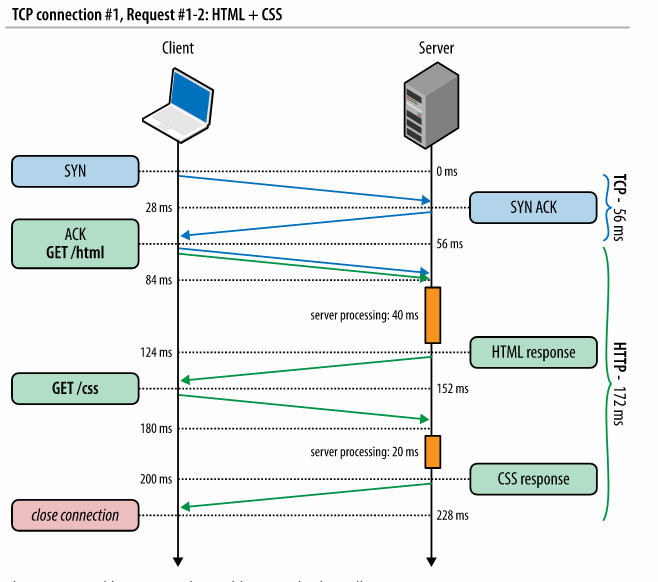 TCP connection #1, Request #1-2: HTML + CSS
Client
Server
SYN
0 ms
TCP - 56 ms
28 ms
SYN ACK
ACK
GET /html
56 ms
84 ms
server processing: 40 ms
HTTP - 172 ms
124 ms
HTML response
GET /css
152 ms
180 ms
server processing: 20 ms
200 ms
CSS response
close connection
228 ms